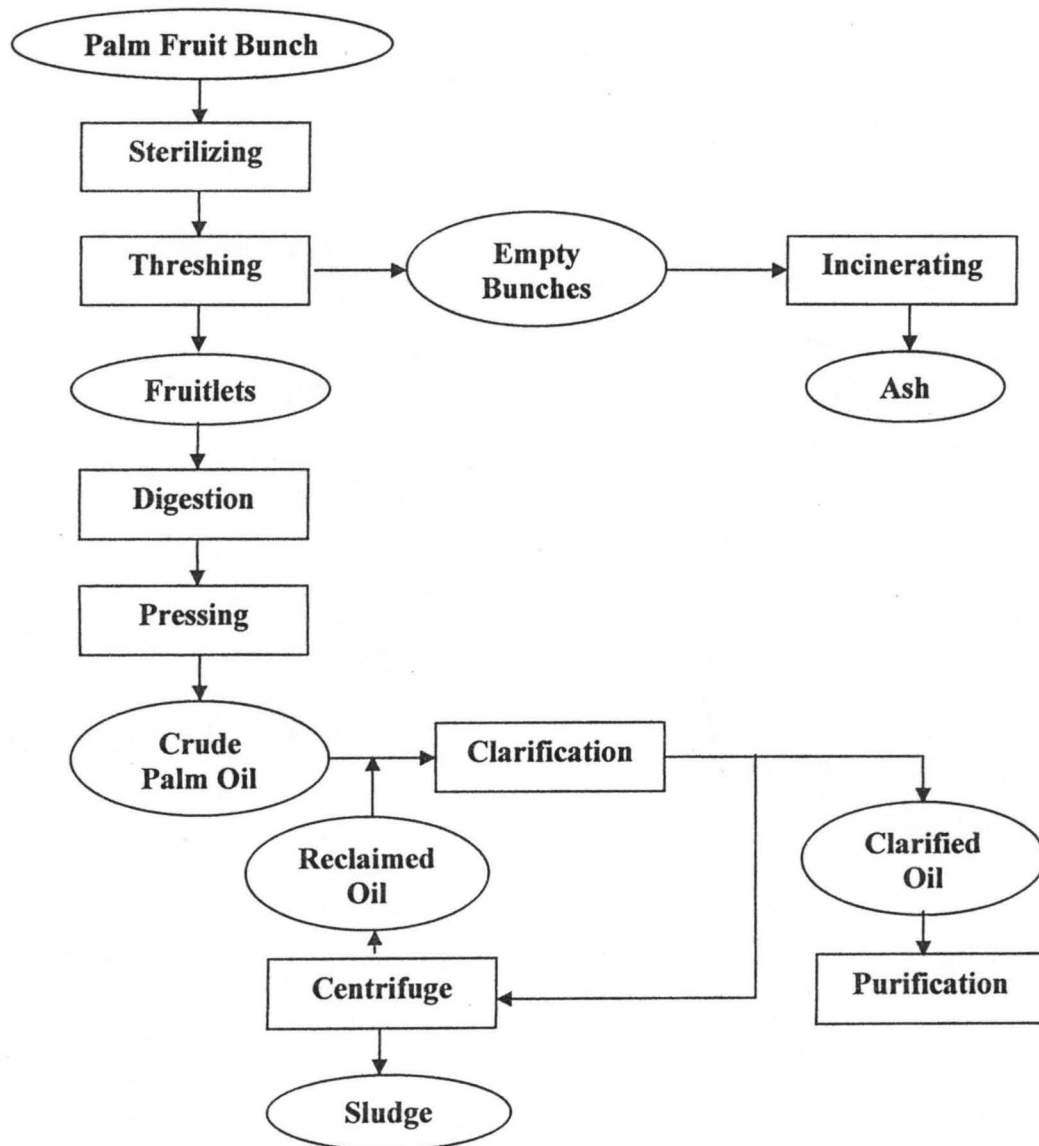 Palm Fruit Bunch
Sterilizing
Threshing
Empty
Bunches
Incinerating
Fruitlets
Ash
Digestion
Pressing
Crude
Palm Oil
Clarification
Reclaimed
Oil
Clarified
Oil
Centrifuge
Purification
Sludge